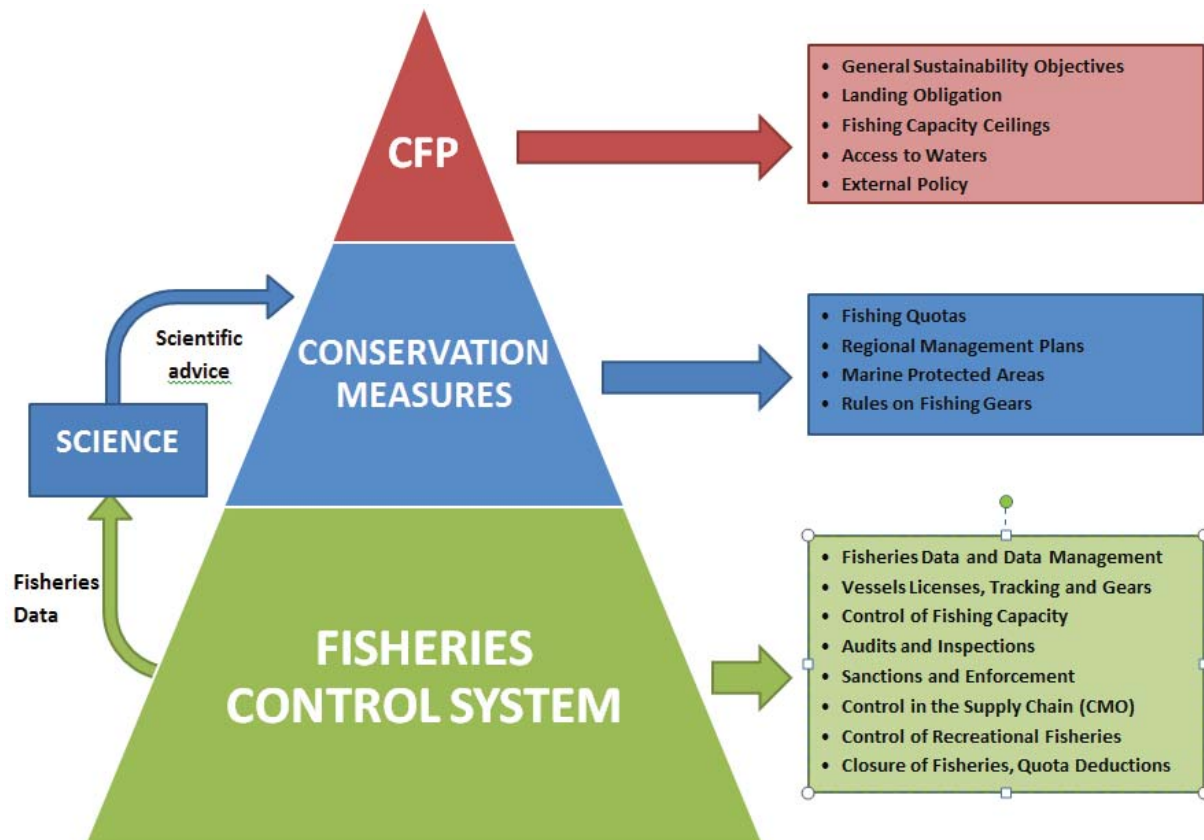 CFP
• General Sustainability Objectives
• Landing Obligation
• Fishing Capacity Ceilings
• Access to Waters
• External Policy
Scientific
advice
SCIENCE
CONSERVATION
MEASURES
• Fishing Quotas
• Regional Management Plans
• Marine Protected Areas
• Rules on Fishing Gears
Fisheries
Data
FISHERIES
CONTROL SYSTEM
• Fisheries Data and Data Management
• Vessels Licenses, Tracking and Gears
• Control of Fishing Capacity
• Audits and Inspections
• Sanctions and Enforcement
• Control in the Supply Chain (CMO)
• Control of Recreational Fisheries
• Closure of Fisheries, Quota Deductions